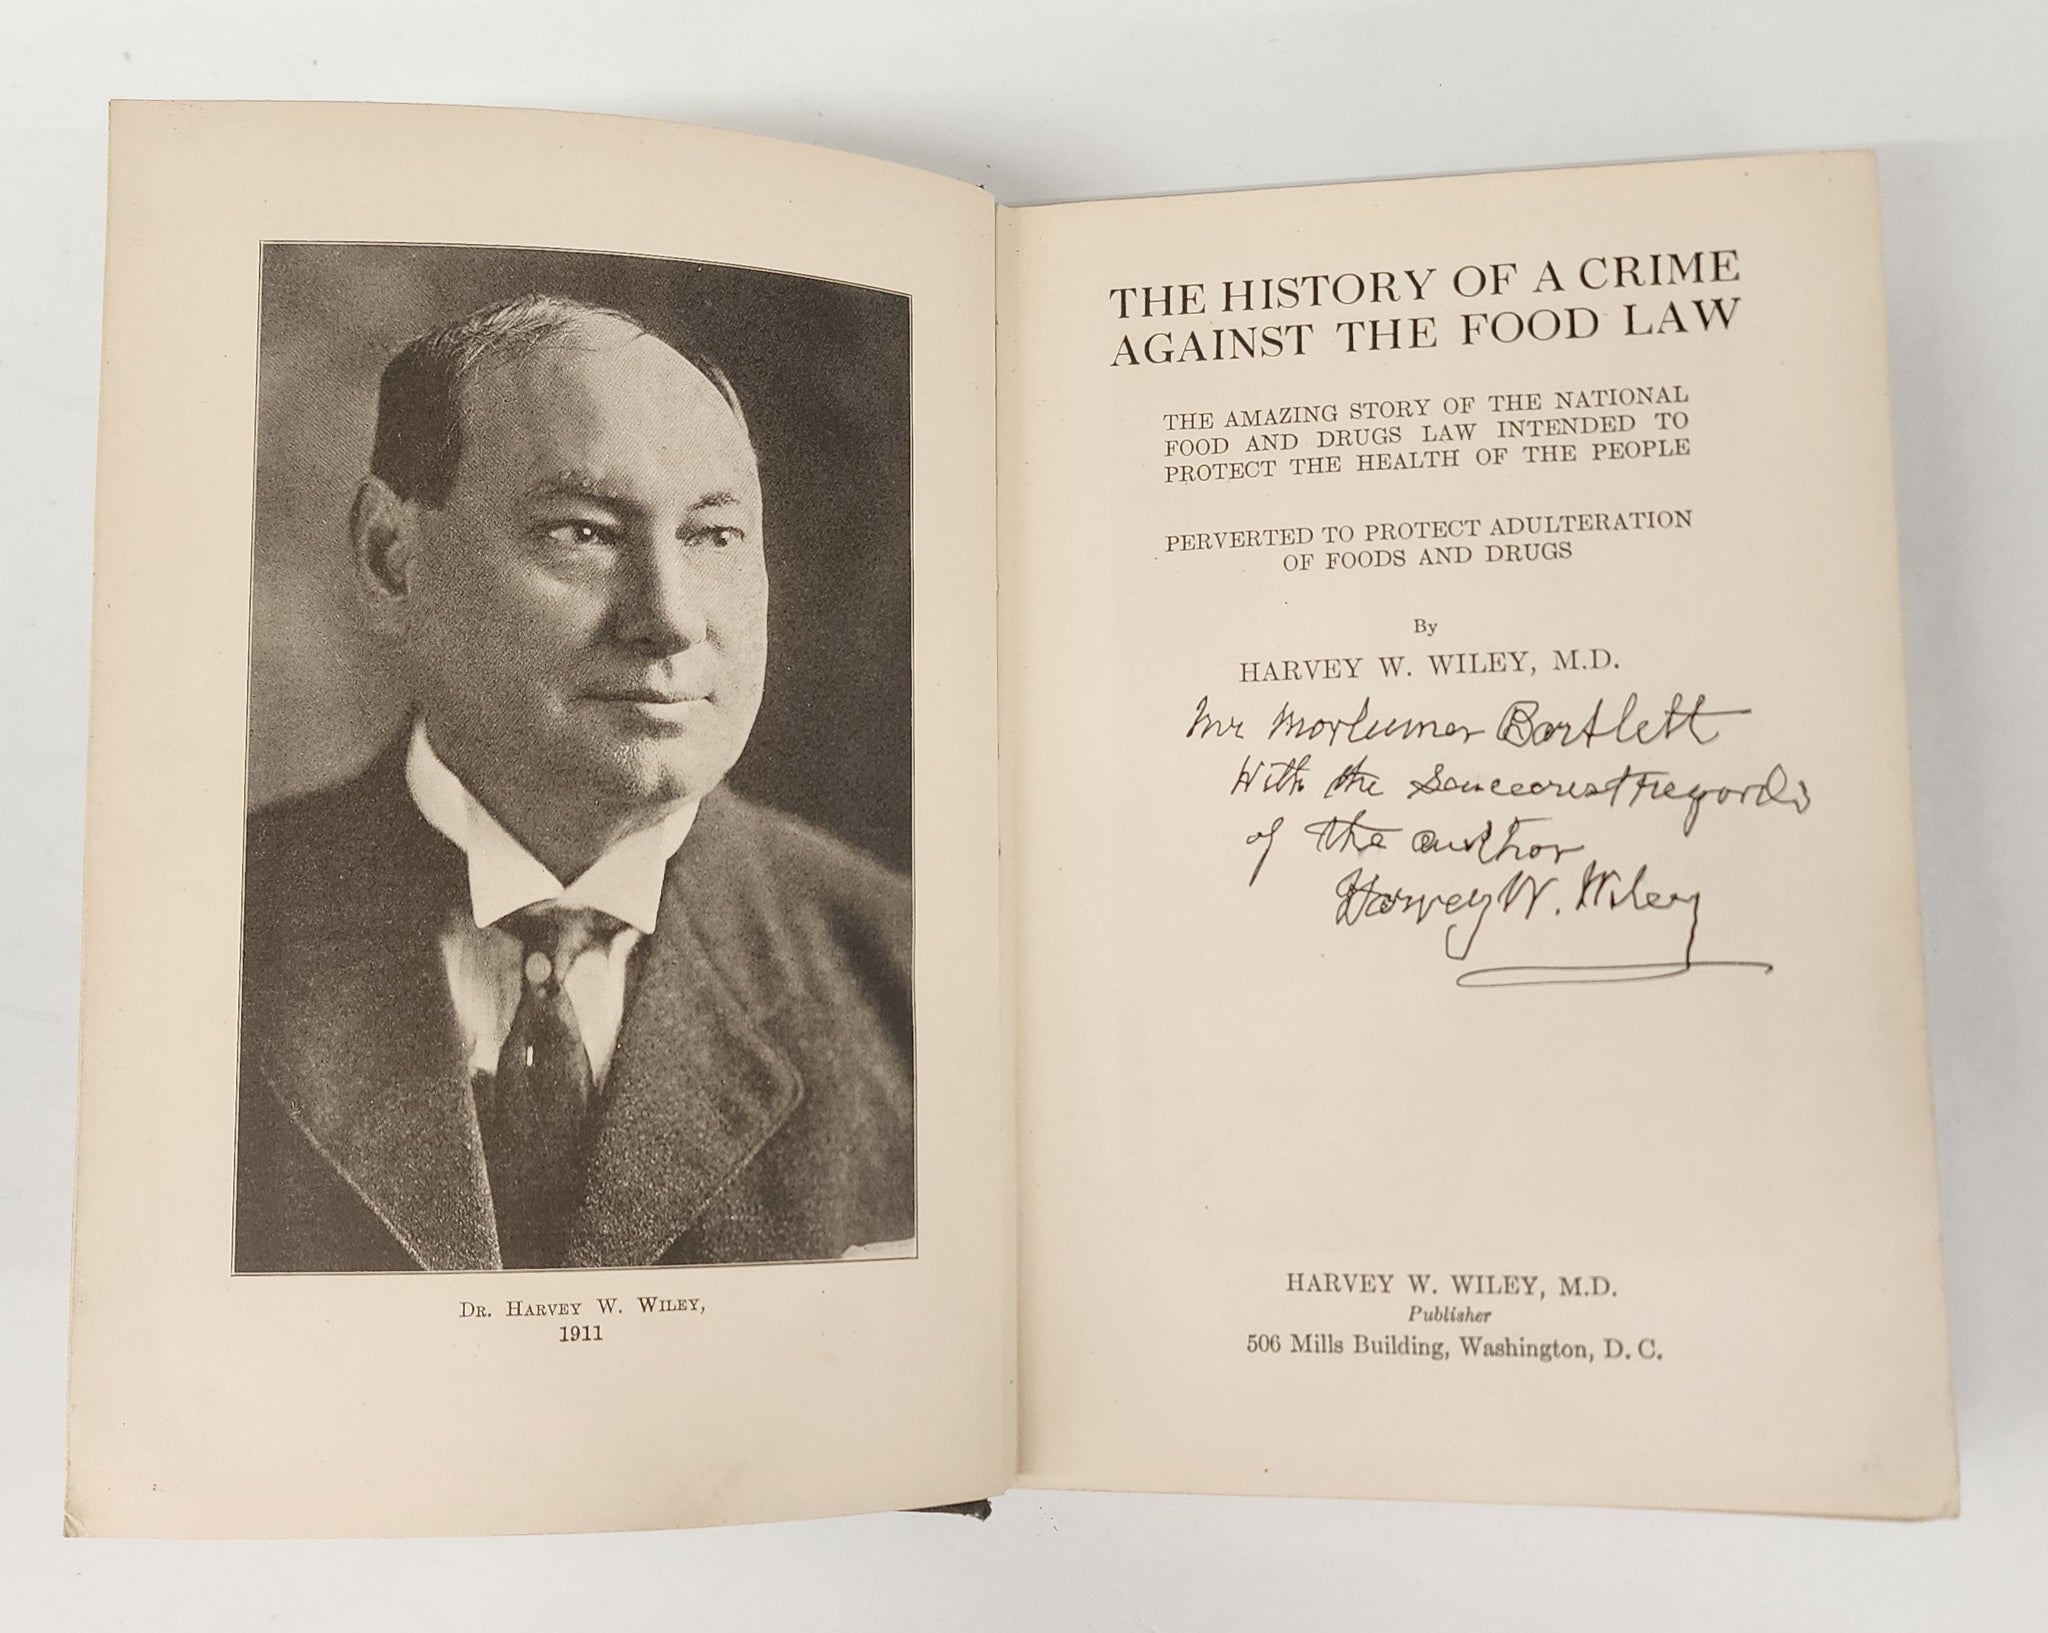 DR. HARVEY W. WILEY,
1911
THE HISTORY OF A CRIME
AGAINST THE FOOD LAW
THE AMAZING STORY OF THE NATIONAL
FOOD AND DRUGS LAW INTENDED TO
PROTECT THE HEALTH OF THE PEOPLE
PERVERTED TO PROTECT ADULTERATION
OF FOODS AND DRUGS
By
HARVEY W. WILEY, M.D.
Mr Mortimer Bartlett
With the Sincerest regards
of the author
Harvey W. Wiley
HARVEY W. WILEY, M.D.
Publisher
506 Mills Building, Washington, D. C.